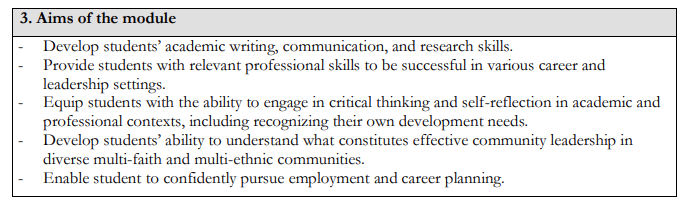 3. Aims of the module
- Develop students' academic writing, communication, and research skills.
- Provide students with relevant professional skills to be successful in various career and
leadership settings.
- Equip students with the ability to engage in critical thinking and self-reflection in academic and
professional contexts, including recognizing their own development needs.
- Develop students' ability to understand what constitutes effective community leadership in
diverse multi-faith and multi-ethnic communities.
- Enable student to confidently pursue employment and career planning.